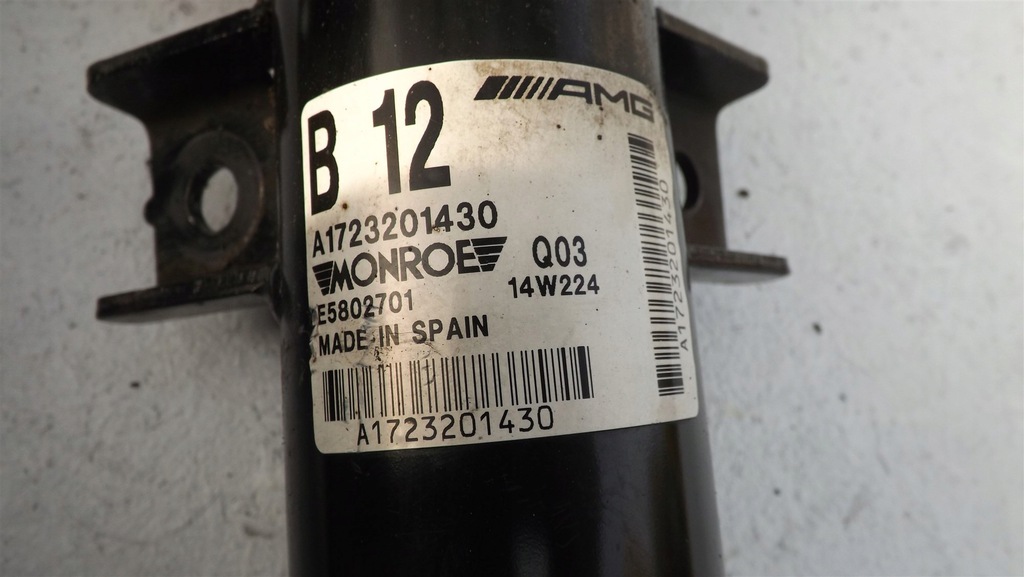 B 12
AMG
A1723201430
MONROE
Q03
14W224
E5802701
MADE IN SPAIN
A1723201430
A1723201430